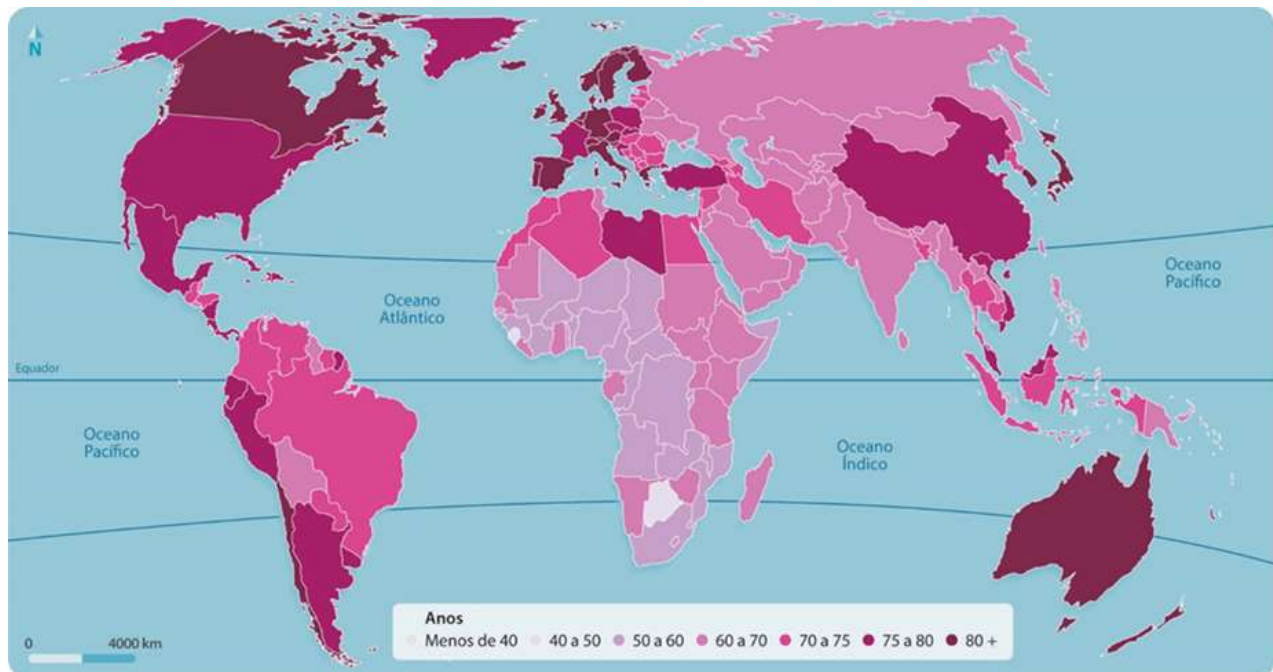 N
Oceano
Atlântico
Oceano
Pacífico
Equador
Oceano
Pacífico
Oceano
Índico
Anos
Menos de 40 40 a 50 50 a 60 60 a 70 70 a 75 75 a 80 80 +
0 4000 km